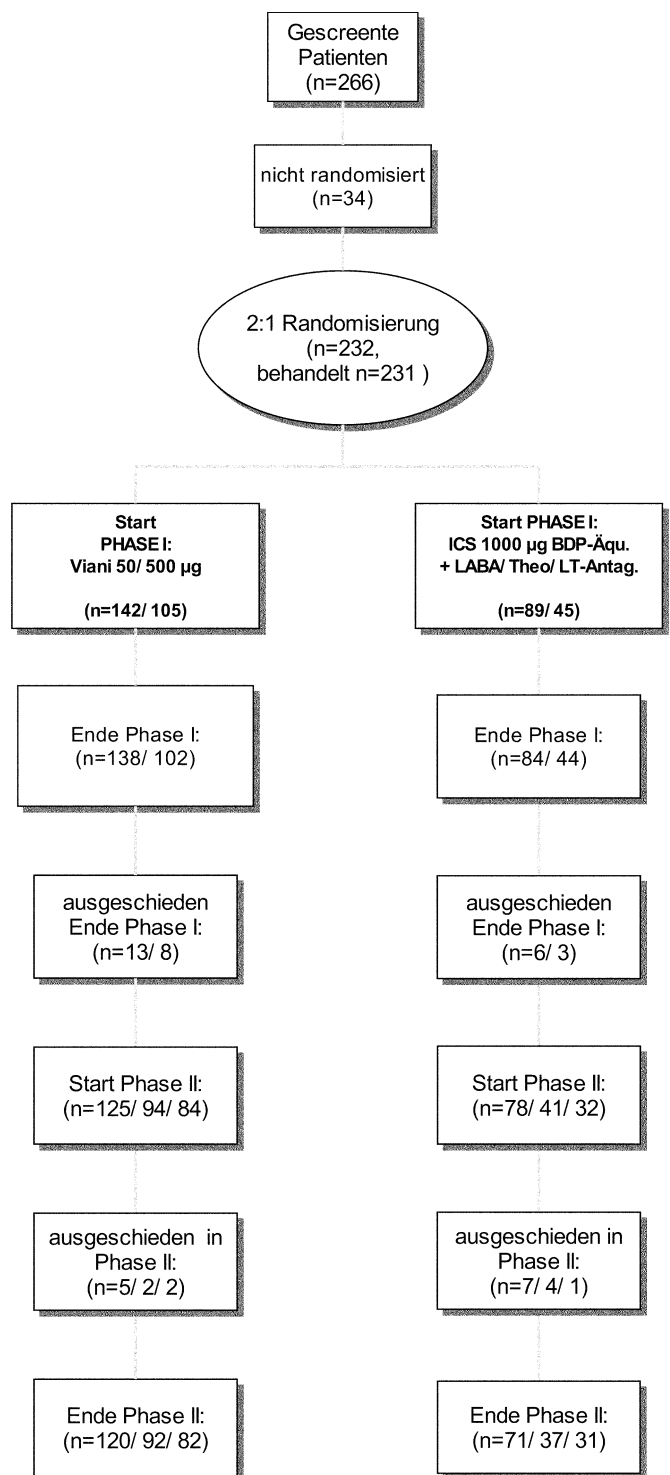 Gescreente
Patienten
(n=266)
nicht randomisiert
(n=34)
2:1 Randomisierung
(n=232,
behandelt n=231 )
Start
PHASE I:
Viani 50/ 500 µg
(n=142/ 105)
Start PHASE I:
ICS 1000 µg BDP-Äqu.
+ LABA/ Theo/ LT-Antag.
(n=89/ 45)
Ende Phase I:
(n=138/ 102)
Ende Phase I:
(n=84/ 44)
ausgeschieden
Ende Phase I:
(n=13/ 8)
ausgeschieden
Ende Phase I:
(n=6/ 3)
Start Phase II:
(n=125/ 94/ 84)
Start Phase II:
(n=78/ 41/ 32)
ausgeschieden in
Phase II:
(n=5/ 2/ 2)
ausgeschieden in
Phase II:
(n=7/ 4/ 1)
Ende Phase II:
(n=120/ 92/ 82)
Ende Phase II:
(n=71/ 37/ 31)